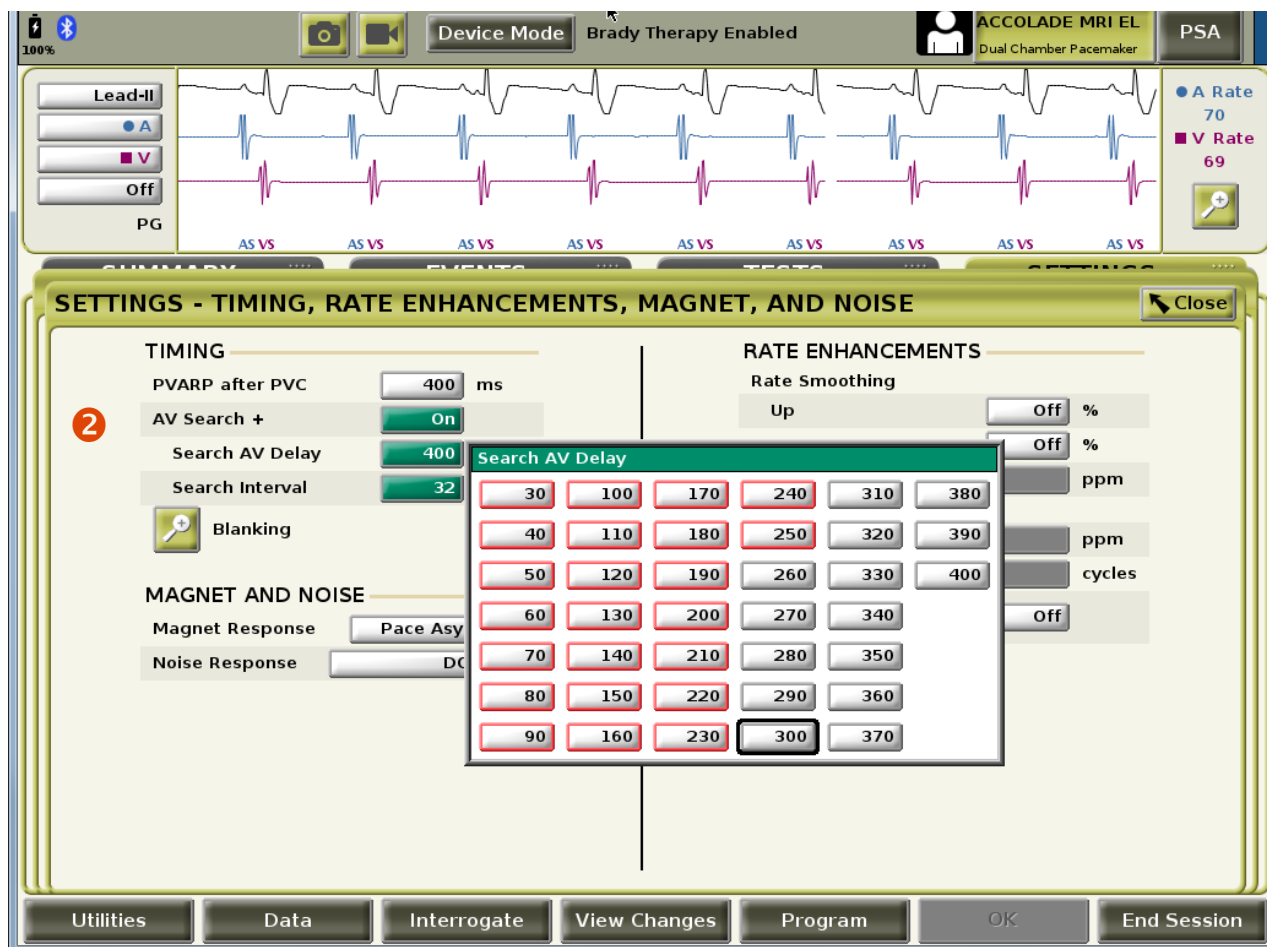 100%
Device Mode
Brady Therapy Enabled
ACCOLADE MRI EL
Dual Chamber Pacemaker
PSA
Lead-II
A
V
Off
PG
A Rate
70
V Rate
69
AS VS AS VS AS VS AS VS AS VS AS VS AS VS AS VS AS VS
SUMMARY EVENTS TESTS SETTINGS
SETTINGS - TIMING, RATE ENHANCEMENTS, MAGNET, AND NOISE
Close
TIMING
PVARP after PVC 400 ms
2
AV Search + On
Search AV Delay 400
Search Interval 32
Blanking
MAGNET AND NOISE
Magnet Response Pace Asy
Noise Response DO
RATE ENHANCEMENTS
Rate Smoothing
Up Off %
Off %
ppm
ppm
cycles
Off
Search AV Delay
30 100 170 240 310 380
40 110 180 250 320 390
50 120 190 260 330 400
60 130 200 270 340
70 140 210 280 350
80 150 220 290 360
90 160 230 300 370
Utilities Data Interrogate View Changes Program OK End Session